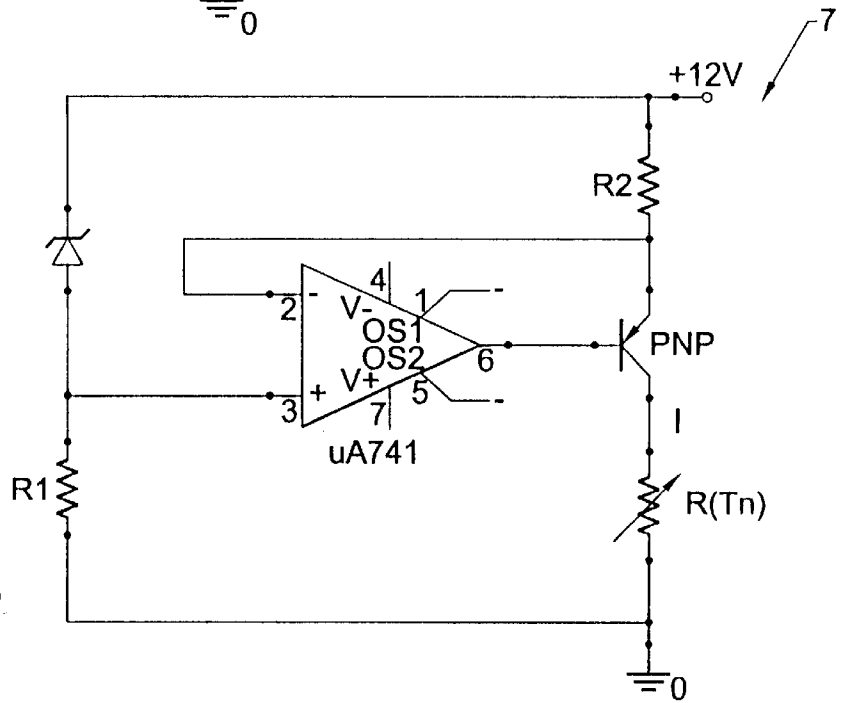 0
7
+12V
R2
4
-
2
V-
1
-
OS1
PNP
OS2
6
V+
5
+
3
7
-
uA741
I
R1
R(Tn)
0